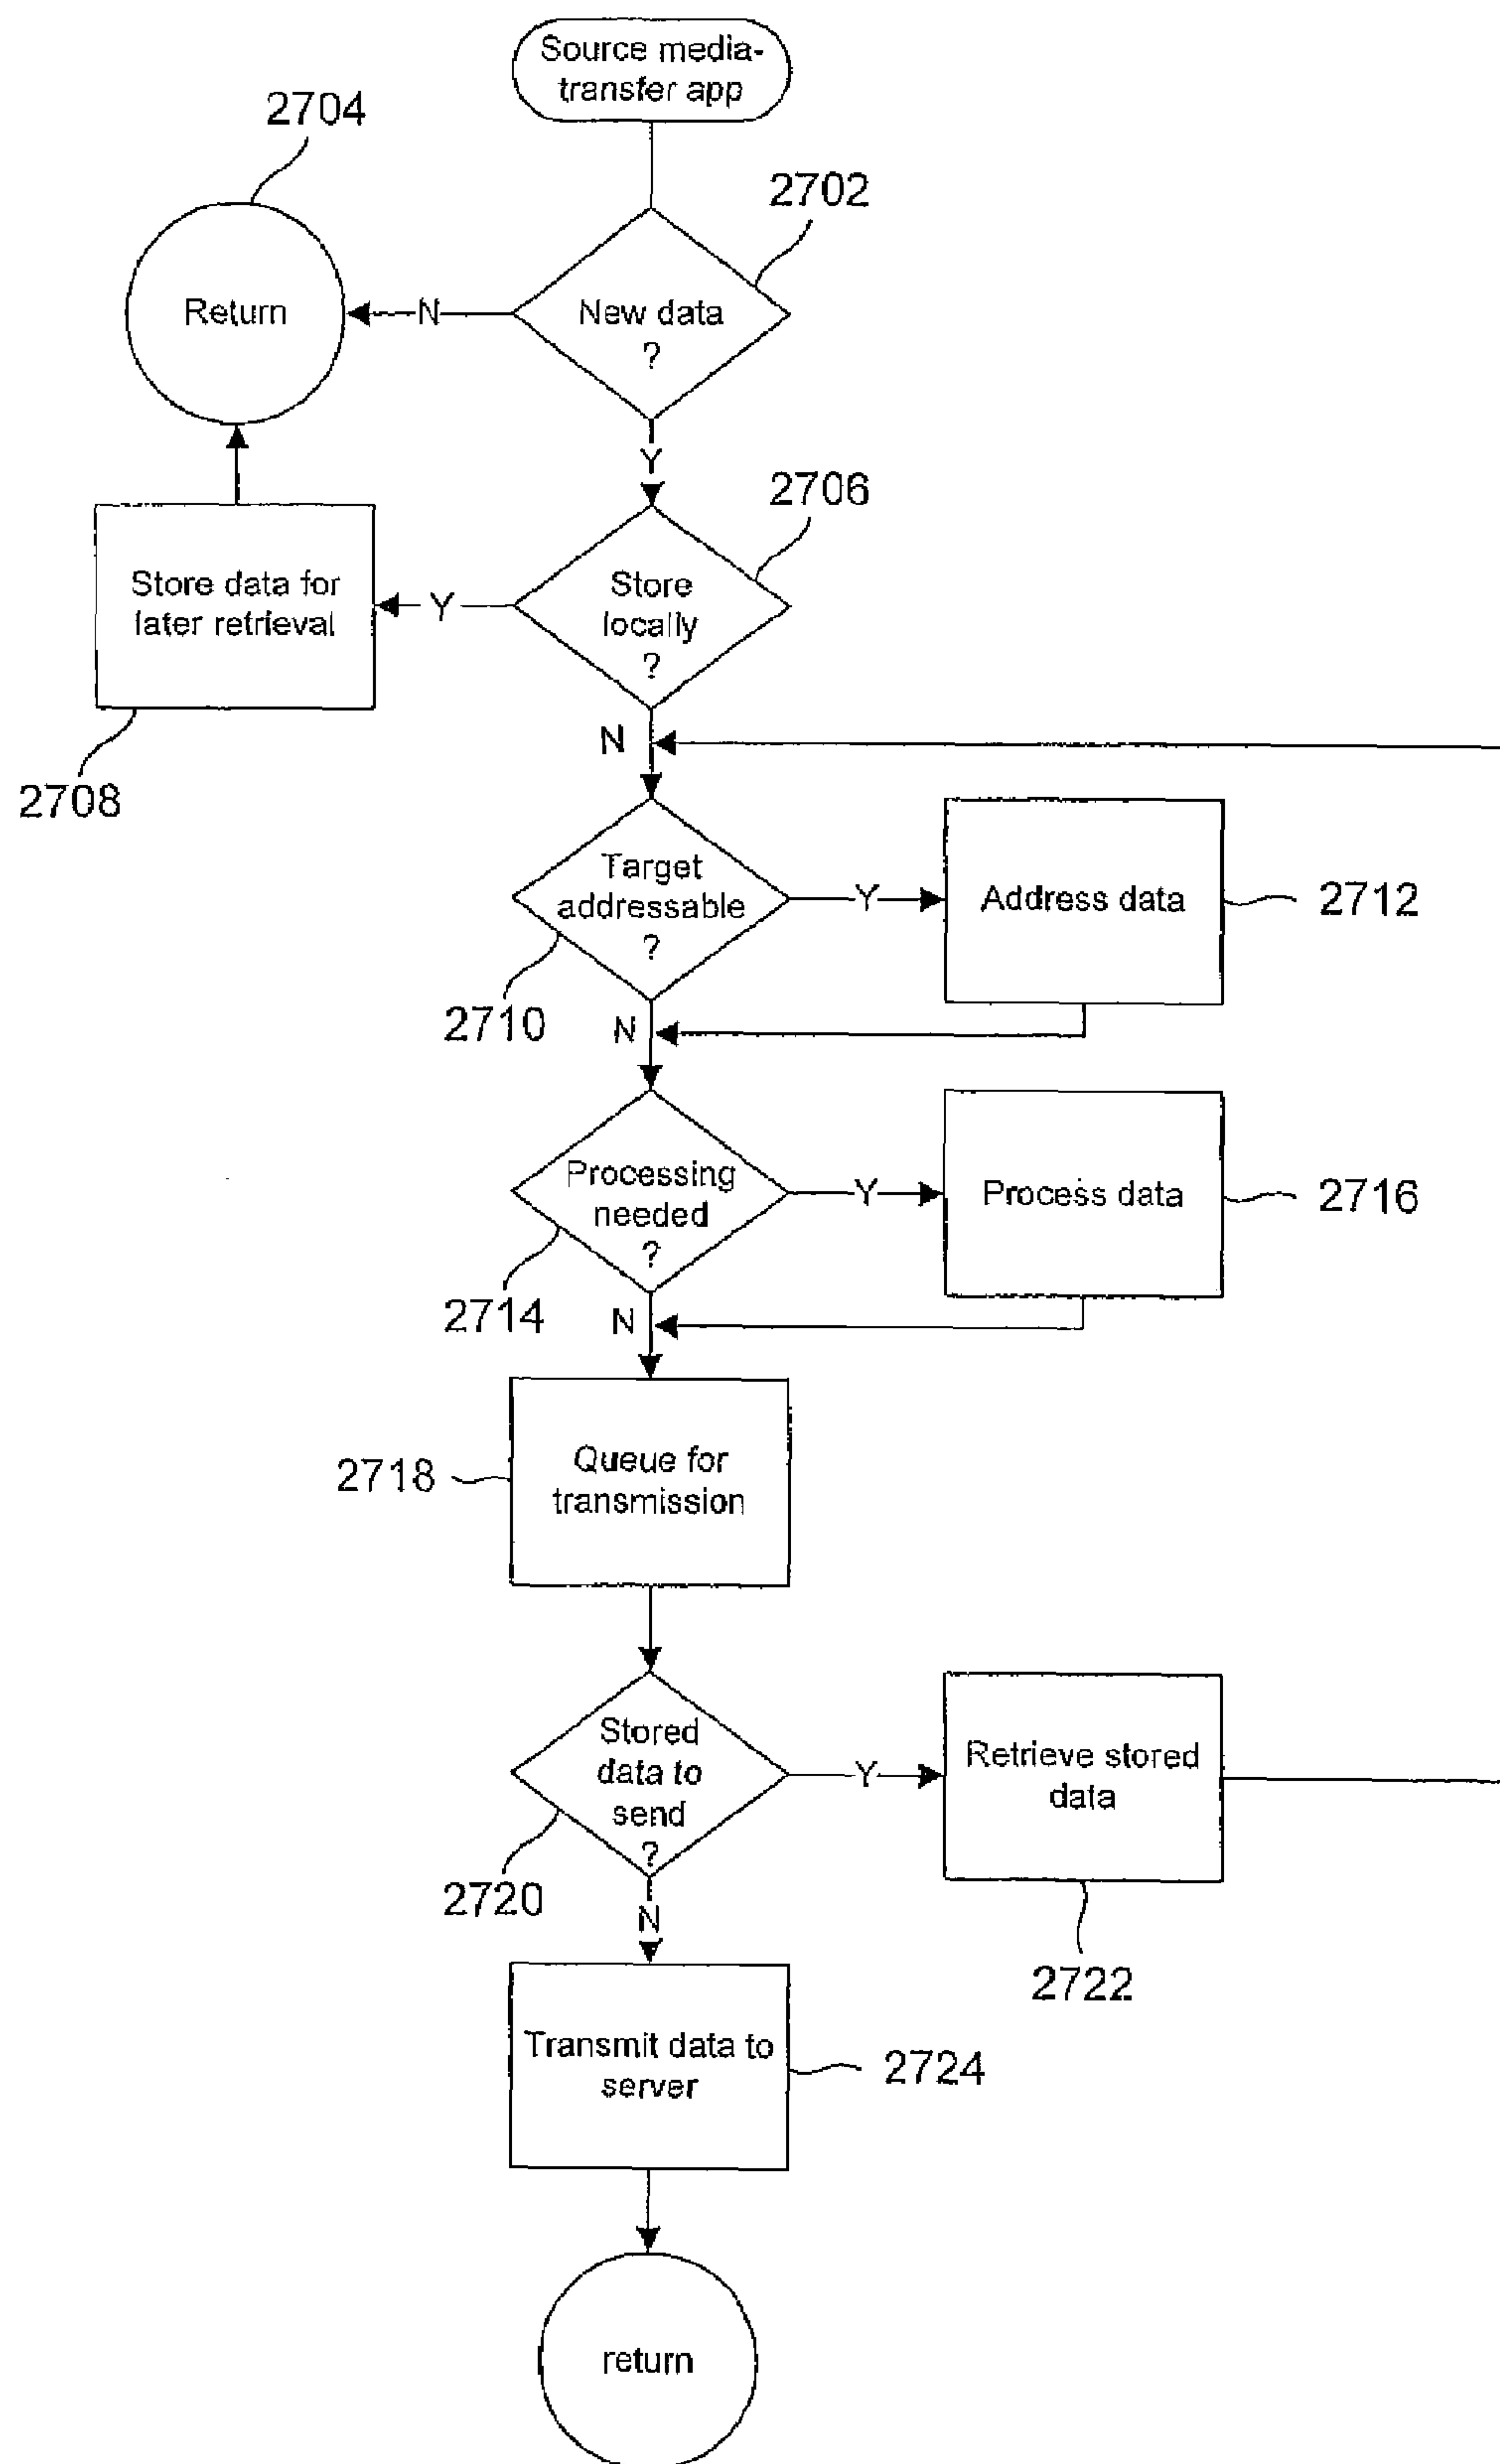 Source media-
transfer app
2704
2702
Return
N
New data
?
Y
2706
Store data for
later retrieval
Y
Store
locally
?
2708
N
Target
addressable
?
Y
Address data
2712
2710
N
Processing
needed
?
Y
Process data
2716
2714
N
2718
Queue for
transmission
Stored
data to
send
?
Y
Retrieve stored
data
2720
N
2722
Transmit data to
server
2724
return